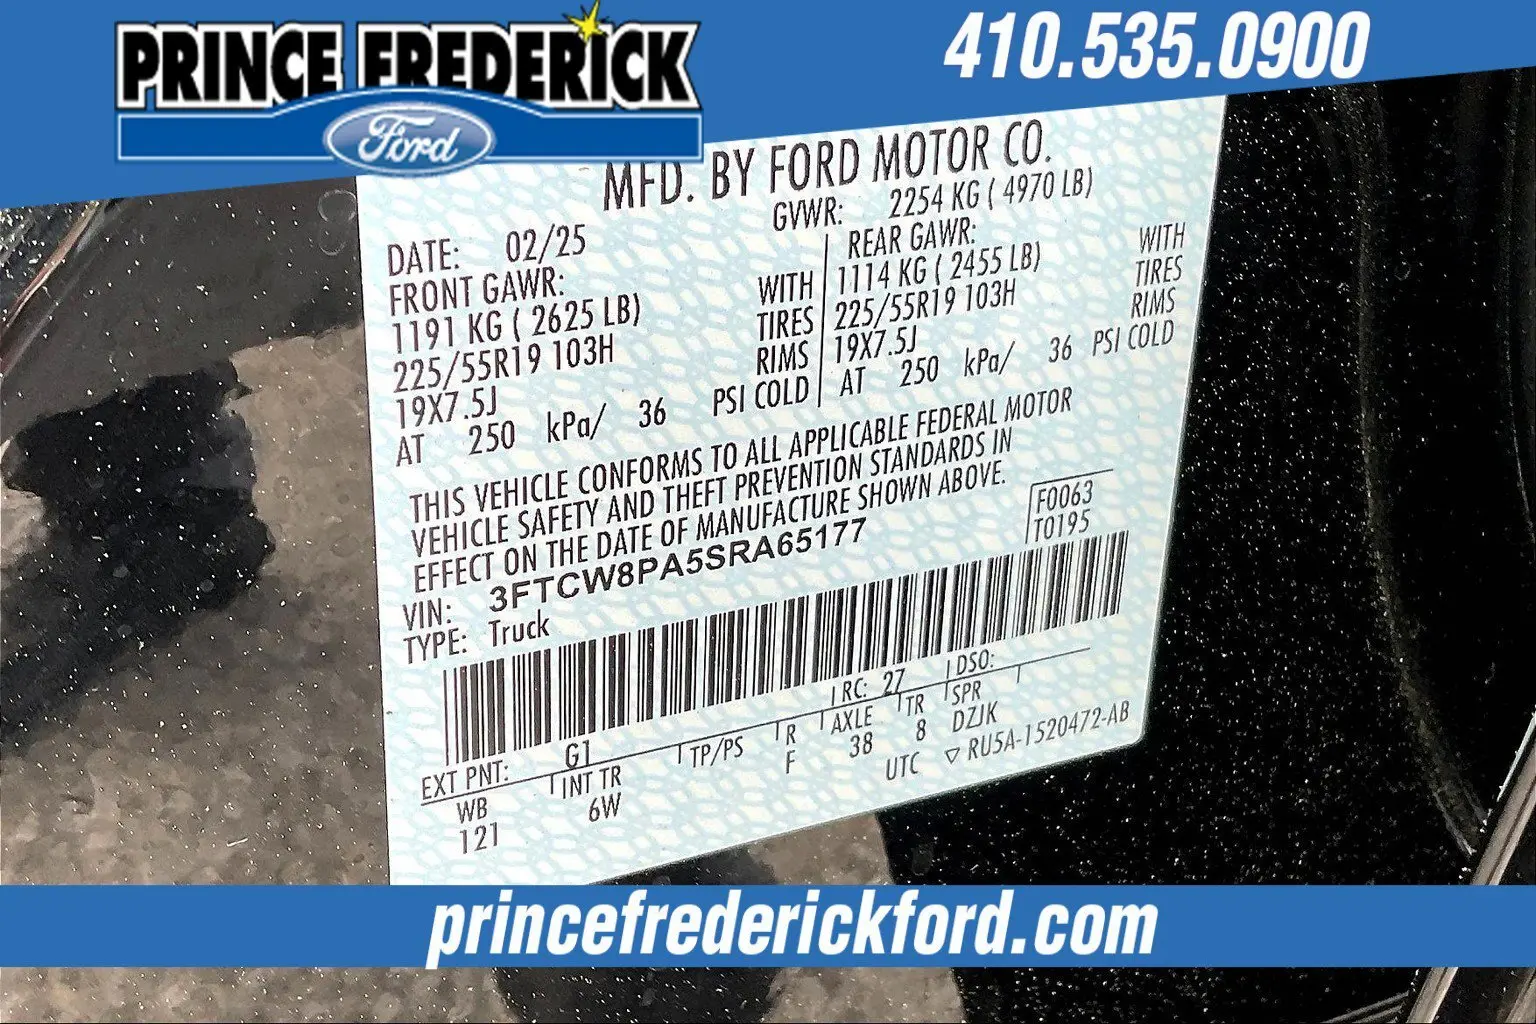 PRINCE FREDERICK
Ford
410.535.0900
MFD. BY FORD MOTOR CO.
DATE: 02/25
GVWR: 2254 KG ( 4970 LB)
FRONT GAWR:
1191 KG ( 2625 LB) WITH
225/55R19 103H TIRES
19X7.5J RIMS
AT 250 kPa/ 36 PSI COLD
REAR GAWR:
1114 KG ( 2455 LB) WITH
225/55R19 103H TIRES
19X7.5J RIMS
AT 250 kPa/ 36 PSI COLD
THIS VEHICLE CONFORMS TO ALL APPLICABLE FEDERAL MOTOR
VEHICLE SAFETY AND THEFT PREVENTION STANDARDS IN
EFFECT ON THE DATE OF MANUFACTURE SHOWN ABOVE.
F0063
T0195
VIN: 3FTCW8PA5SRA65177
TYPE: Truck
EXT PNT: G1 RC: 27 DSO:
WB INT TR TP/PS R AXLE TR SPR
121 6W F 38 8 DZJK
UTC ▽ RU5A-1520472-AB
princefrederickford.com